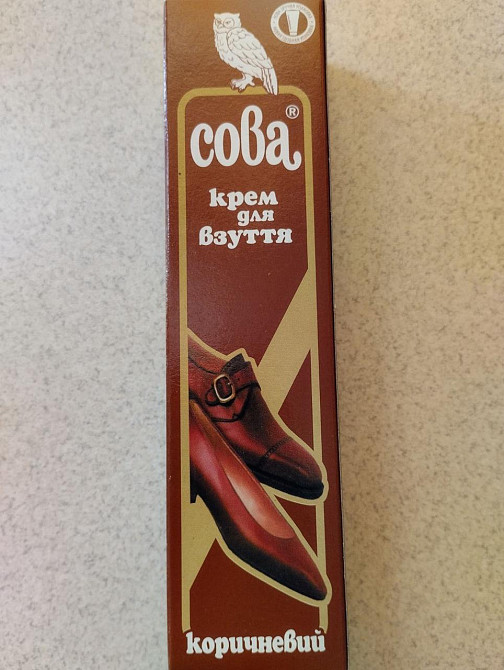 сова®
крем
для
взуття
коричневий